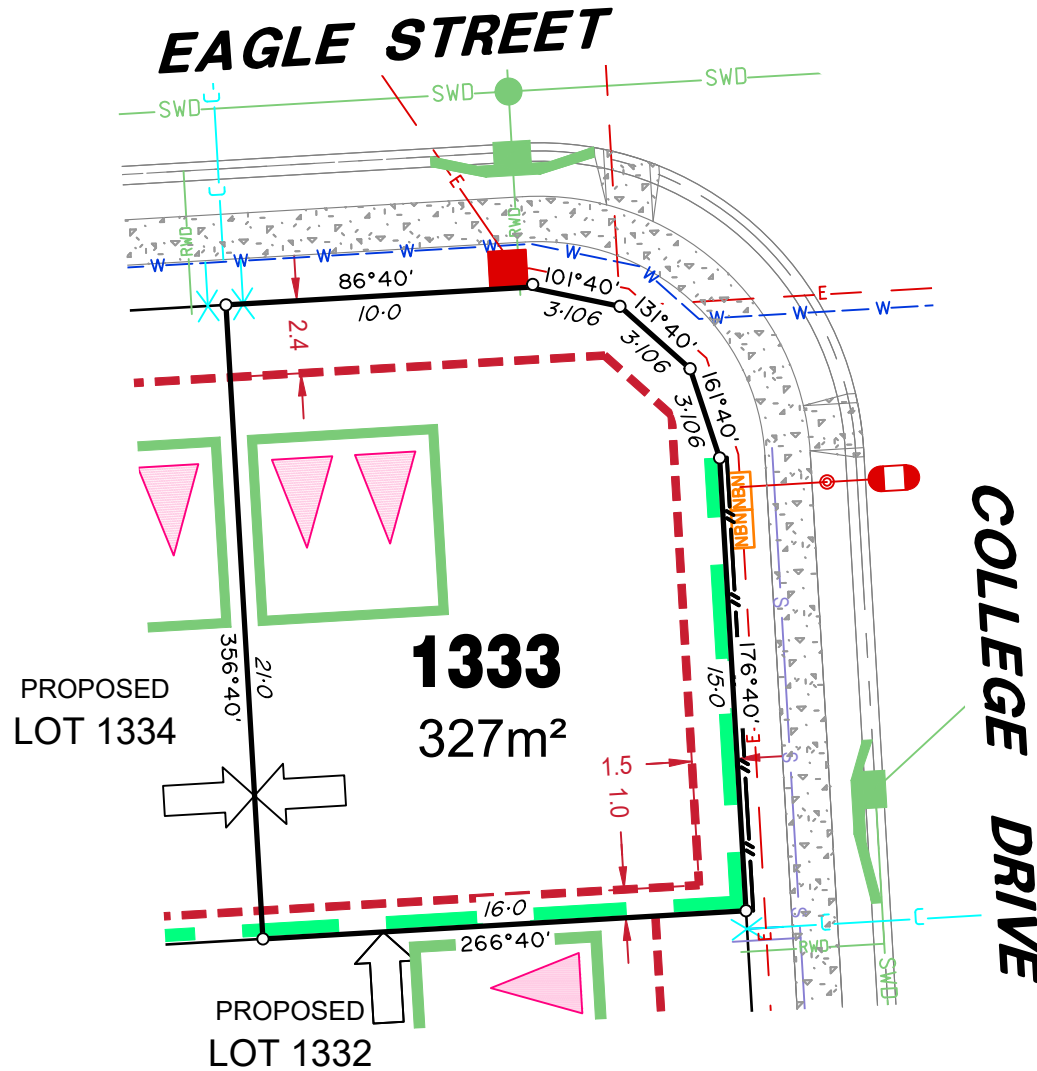 EAGLE STREET
SWD
SWD
SWD
E
RWD
RWD
W
W
W
W
W
W
W
W
W
E
86°40'
10·0
101°40'
3·106
131°40'
3·106
161°40'
3·106
2.4
NBN
NBN
COLLEGE DRIVE
1333
327m²
356°40'
21·0
176°40'
15·0
S
S
S
E
E
PROPOSED
LOT 1334
1.5
1.0
16·0
266°40'
RWD
SWD
PROPOSED
LOT 1332